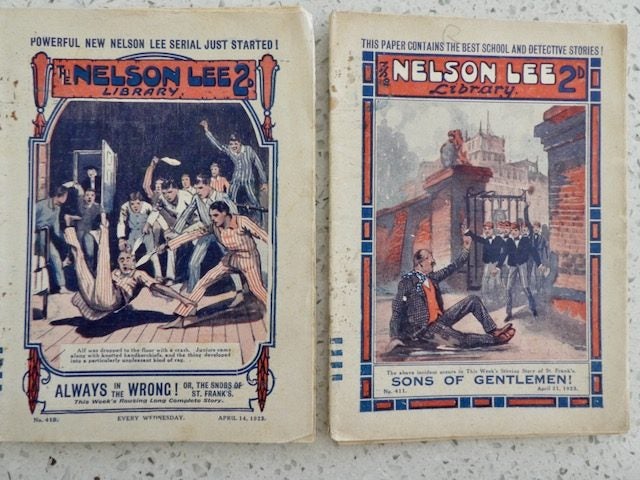 POWERFUL NEW NELSON LEE SERIAL JUST STARTED!
THE NELSON LEE 2D
LIBRARY.
Alf was dropped to the floor with a crash. Juniors came
along with knotted handkerchiefs, and the thing developed
into a particularly unpleasant kind of rag.
ALWAYS IN THE WRONG! OR, THE SNOBS OF ST. FRANK'S.
This Week's Rousing Long Complete Story.
No. 410. EVERY WEDNESDAY. APRIL 14, 1923.
THIS PAPER CONTAINS THE BEST SCHOOL AND DETECTIVE STORIES!
The NELSON LEE 2D
Library.
The above incident occurs in This Week's Stirring Story of St. Frank's.
SONS OF GENTLEMEN!
No. 411. April 21, 1923.